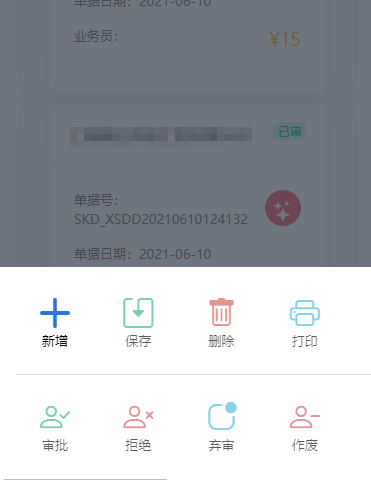 单据日期：2021-06-10
业务员：
¥15
已审
单据号：
SKD_XSDD20210610124132
单据日期：2021-06-10
新增 保存 删除 打印
审批 拒绝 弃审 作废